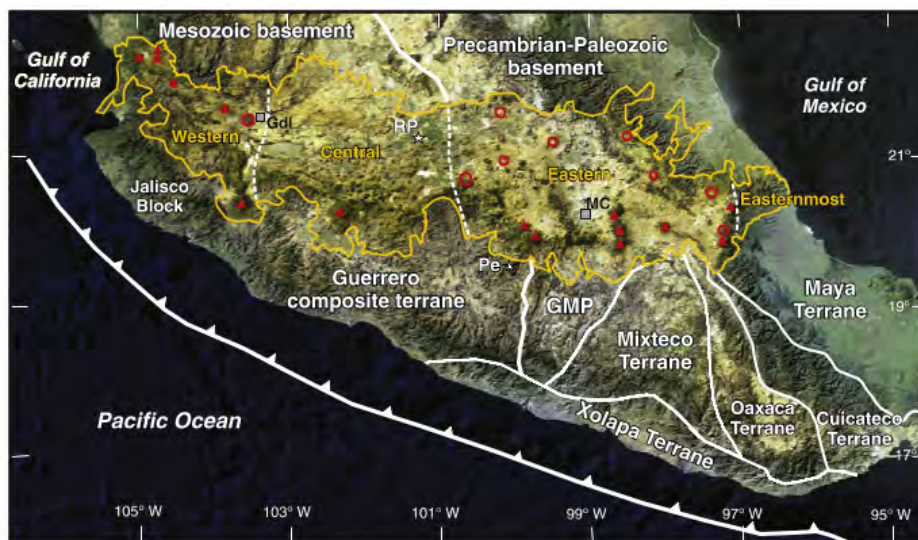 Mesozoic basement
Gulf of
California
Precambrian-Paleozoic
basement
Gulf of
Mexico
Gdl
RP
Western
Central
21°
Eastern
Jalisco
Block
MC
Easternmost
Pe
Guerrero
composite terrane
GMP
Maya
Terrane
19°
Mixteco
Terrane
Pacific Ocean
Oaxaca
Terrane
Cuicateco
Terrane
Xolapa Terrane
17°
105° W
103° W
101° W
99° W
97° W
95° W